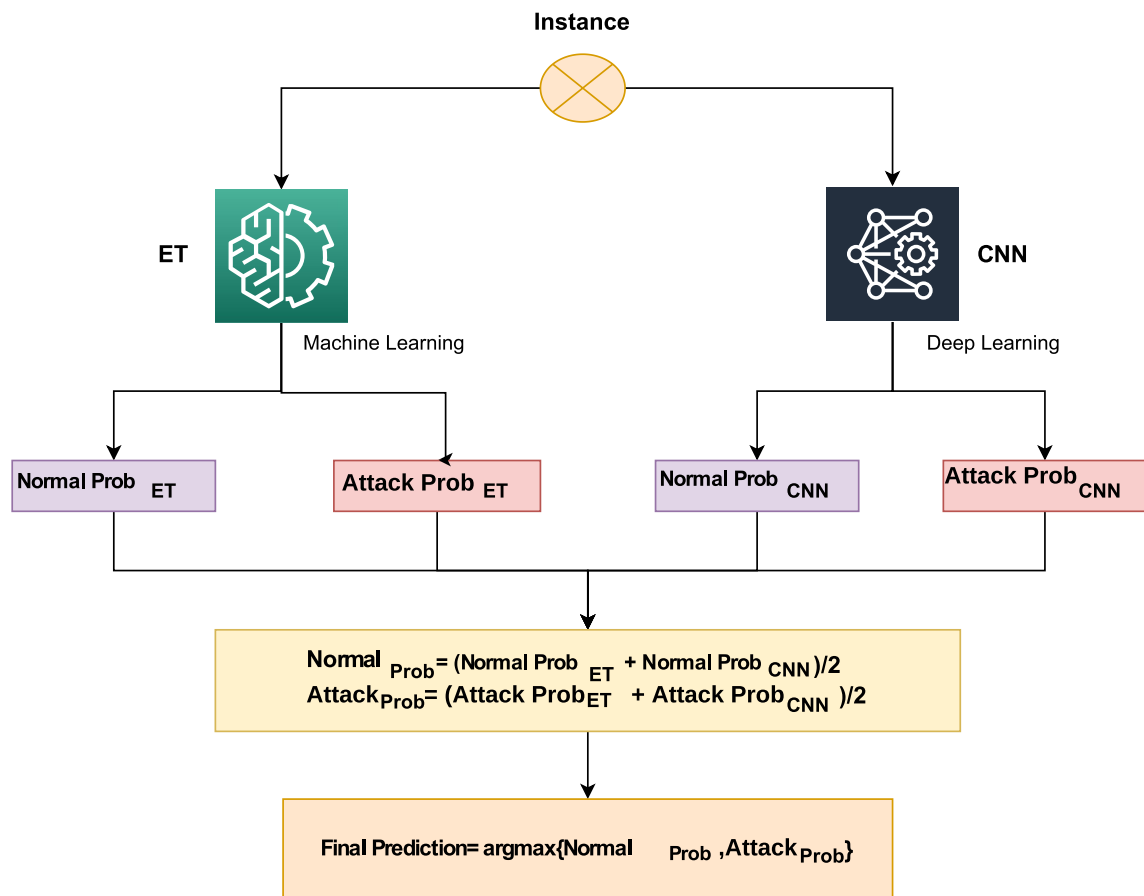 Instance
ET
CNN
Machine Learning
Deep Learning
Normal Prob ET
Attack Prob ET
Normal Prob CNN
Attack Prob CNN
Normal Prob = (Normal Prob ET + Normal Prob CNN )/2
Attack Prob = (Attack Prob ET + Attack Prob CNN )/2
Final Prediction= argmax{Normal Prob ,Attack Prob}